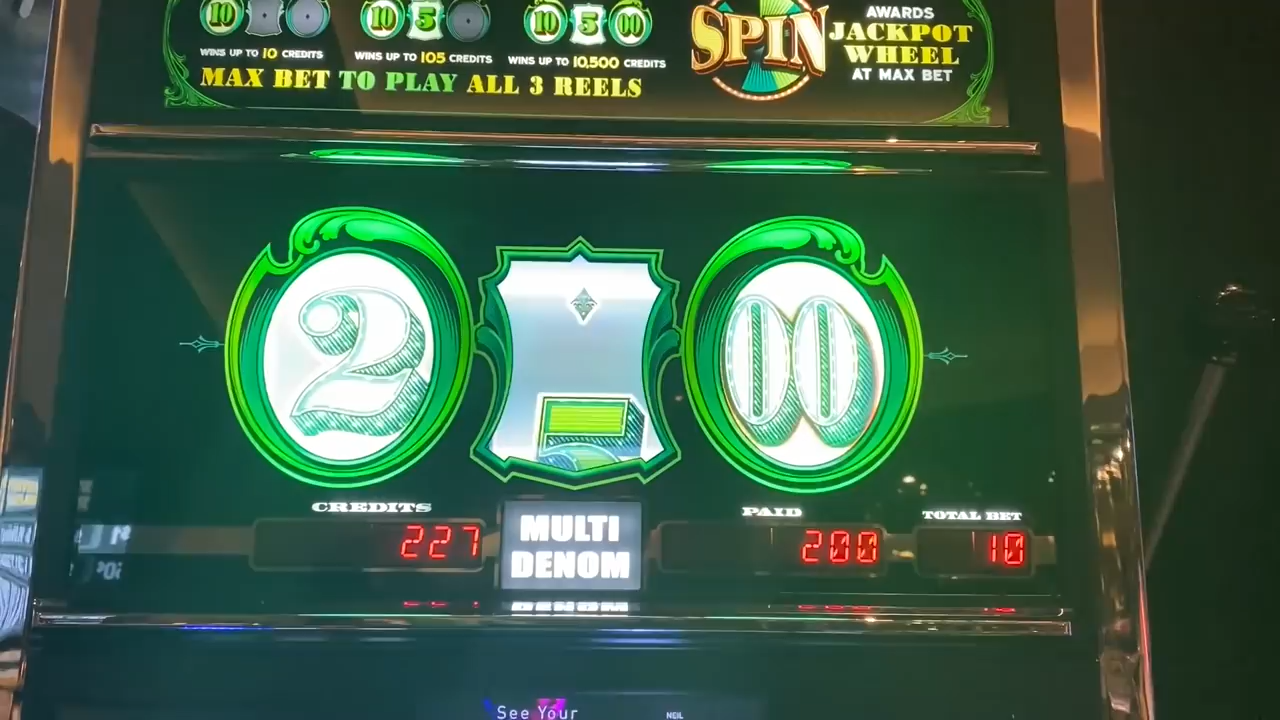 10
10 5
10 5 00
WINS UP TO 10 CREDITS
WINS UP TO 105 CREDITS
WINS UP TO 10,500 CREDITS
MAX BET TO PLAY ALL 3 REELS
SPIN
AWARDS
JACKPOT
WHEEL
AT MAX BET
2 00
CREDITS
227
MULTI
DENOM
PAID
200
TOTAL BET
10
See Your
NEIL